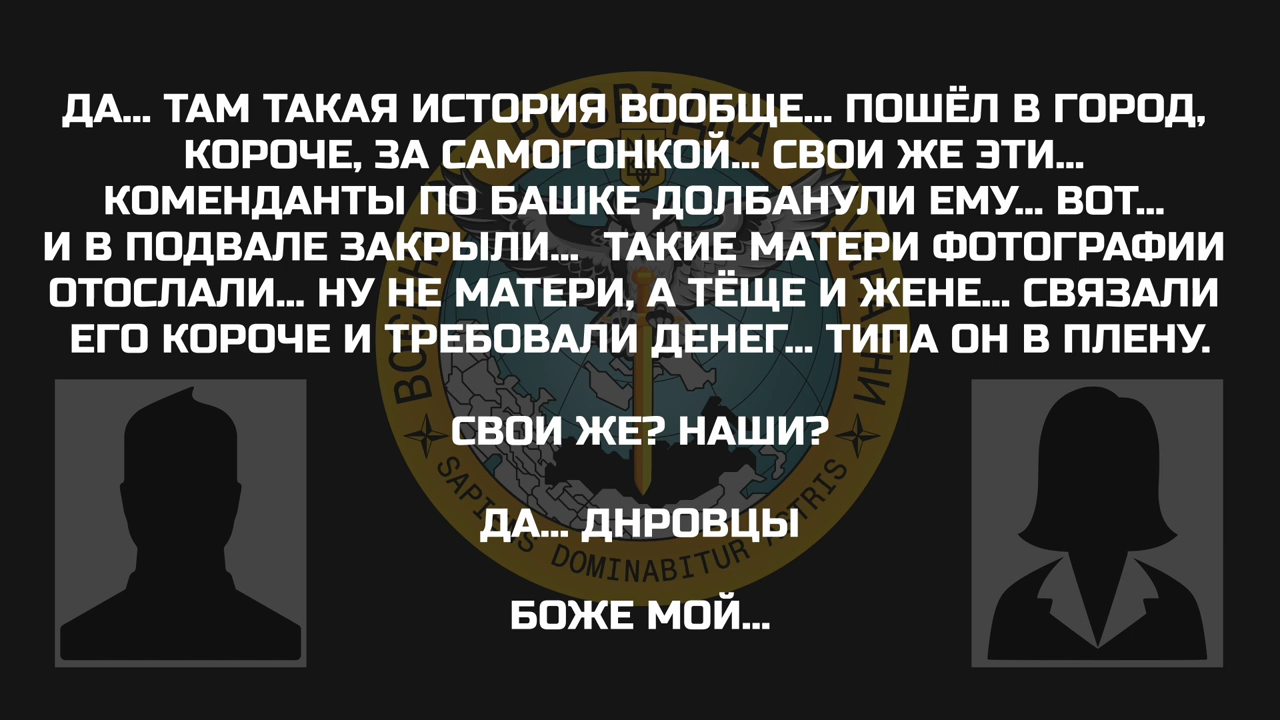 ДА... ТАМ ТАКАЯ ИСТОРИЯ ВООБЩЕ... ПОШЁЛ В ГОРОД,
КОРОЧЕ, ЗА САМОГОНКОЙ... СВОИ ЖЕ ЭТИ...
КОМЕНДАНТЫ ПО БАШКЕ ДОЛБАНУЛИ ЕМУ... ВОТ...
И В ПОДВАЛЕ ЗАКРЫЛИ... ТАКИЕ МАТЕРИ ФОТОГРАФИИ
ОТОСЛАЛИ... НУ НЕ МАТЕРИ, А ТЁЩЕ И ЖЕНЕ... СВЯЗАЛИ
ЕГО КОРОЧЕ И ТРЕБОВАЛИ ДЕНЕГ... ТИПА ОН В ПЛЕНУ.
СВОИ ЖЕ? НАШИ?
ДА... ДНРОВЦЫ
БОЖЕ МОЙ...
DOMINABITUR